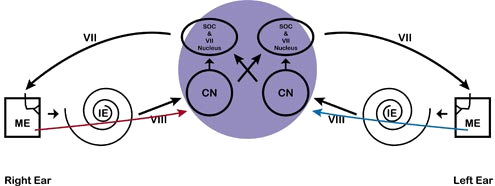 SOC
&
VII
Nucleus
SOC
&
VII
Nucleus
VII
VII
CN
CN
ME
IE
VIII
VIII
IE
ME
Right Ear
Left Ear